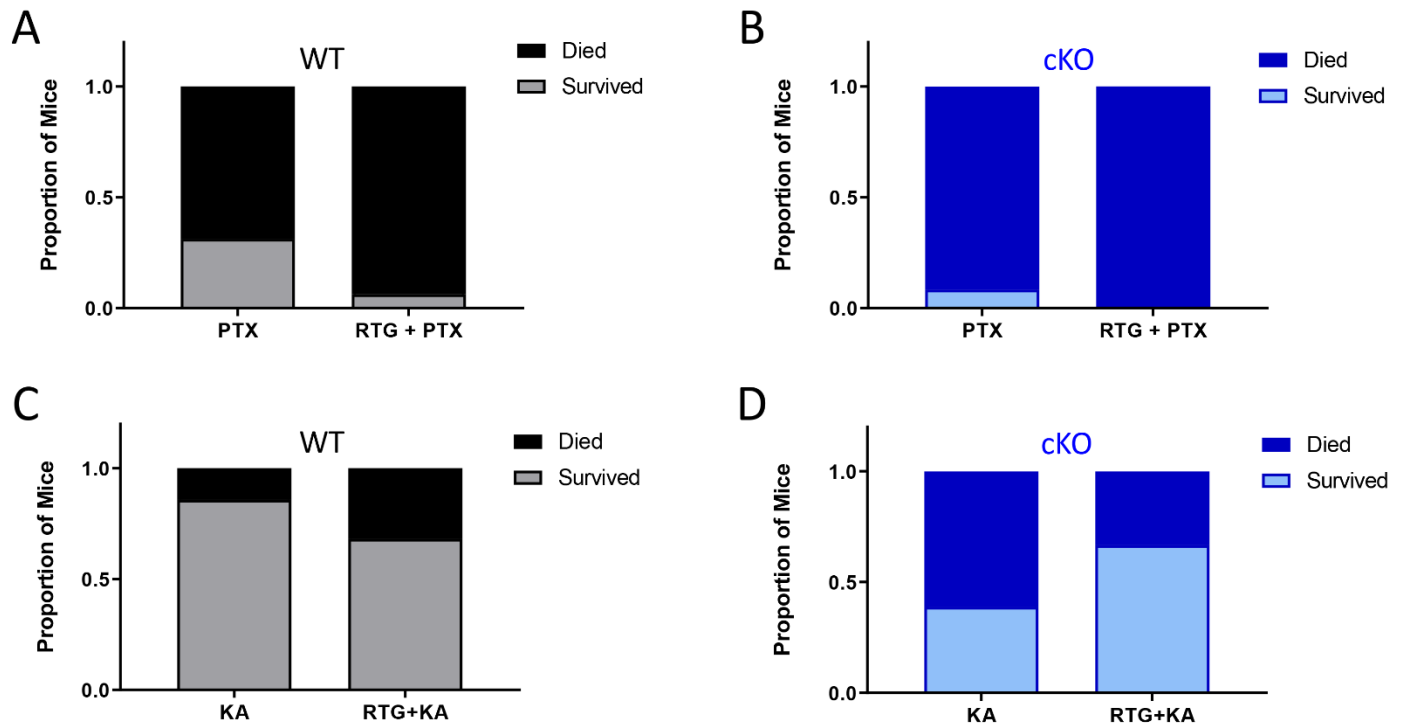 A
WT
Died
Survived
Proportion of Mice
1.0
0.5
0.0
PTX
RTG + PTX
B
cKO
Died
Survived
Proportion of Mice
1.0
0.5
0.0
PTX
RTG + PTX
C
WT
Died
Survived
Proportion of Mice
1.0
0.5
0.0
KA
RTG+KA
D
cKO
Died
Survived
Proportion of Mice
1.0
0.5
0.0
KA
RTG+KA